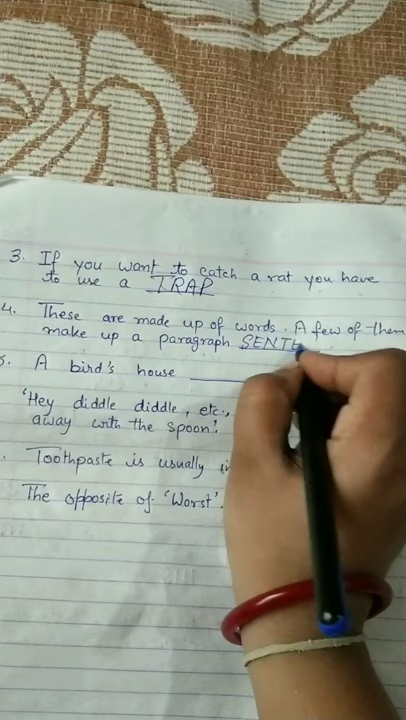 3. If you want to catch a rat you have
to use a TRAP
4. These are made up of words. A few of them
make up a paragraph SENTE
5. A bird's house
'Hey diddle diddle, etc.,
away with the spoon'.
. Toothpaste is usually
The opposite of 'Worst'.